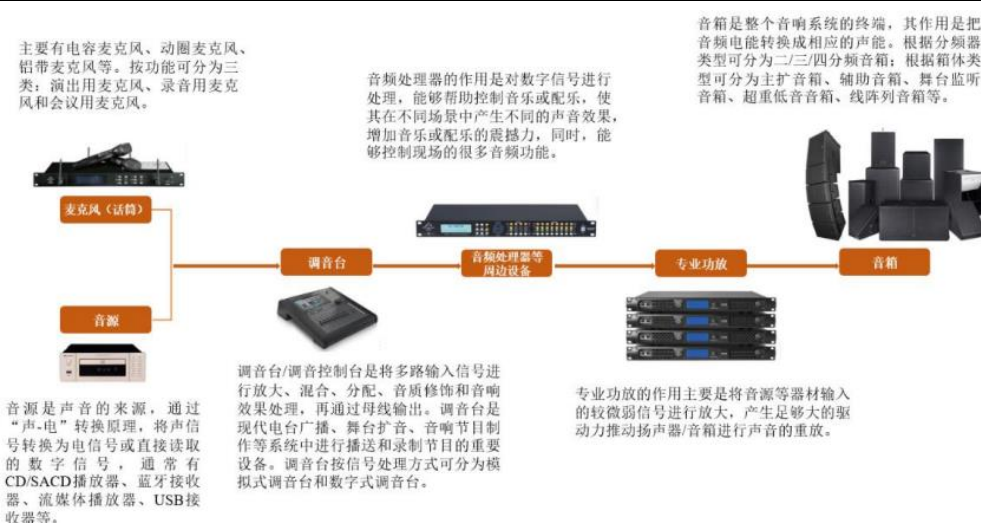 主要有电容麦克风、动圈麦克风、
铝带麦克风等。按功能可分为三
类：演出用麦克风、录音用麦克
风和会议用麦克风。
麦克风（话筒）
音源
音源是声音的来源，通过
“声-电”转换原理，将声信
号转换为电信号或直接读取
的数字信号，通常有
CD/SACD播放器、蓝牙接收
器、流媒体播放器、USB接
收器等。
调音台
调音台/调音控制台是将多路输入信号进
行放大、混合、分配、音质修饰和音响
效果处理，再通过母线输出。调音台是
现代电台广播、舞台扩音、音响节目制
作等系统中进行播送和录制节目的重要
设备。调音台按信号处理方式可分为模
拟式调音台和数字式调音台。
音频处理器的作用是对数字信号进行
处理，能够帮助控制音乐或配乐，使
其在不同场景中产生不同的声音效果，
增加音乐或配乐的震撼力，同时，能
够控制现场的很多音频功能。
音频处理器等
周边设备
专业功放
专业功放的作用主要是将音源等器材输入
的较微弱信号进行放大，产生足够大的驱
动力推动扬声器/音箱进行声音的重放。
音箱是整个音响系统的终端，其作用是把
音频电能转换成相应的声能。根据分频器
类型可分为二/三/四分频音箱；根据箱体类
型可分为主扩音箱、辅助音箱、舞台监听
音箱、超重低音音箱、线阵列音箱等。
音箱